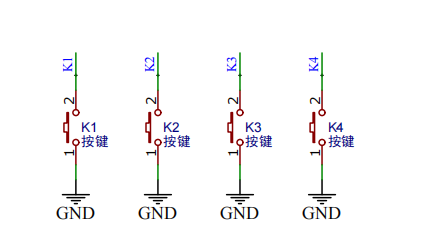 K1 K2 K3 K4
2 2 2 2
K1 K2 K3 K4
按键 按键 按键 按键
1 1 1 1
GND GND GND GND